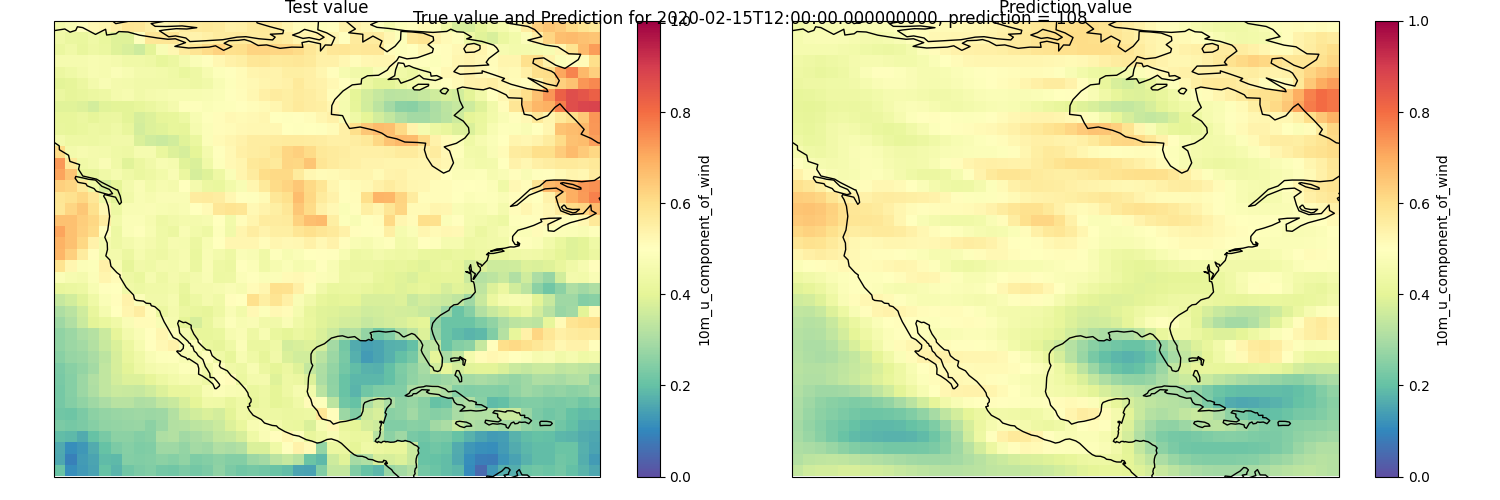 True value and Prediction for 2020-02-15T12:00:00.000000000, prediction = 108
Test value
Prediction value
1.0
0.8
0.6
0.4
0.2
0.0
10m_u_component_of_wind
1.0
0.8
0.6
0.4
0.2
0.0
10m_u_component_of_wind